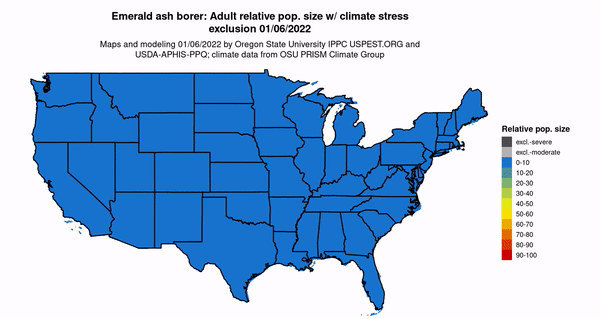 Emerald ash borer: Adult relative pop. size w/ climate stress
exclusion 01/06/2022
Maps and modeling 01/06/2022 by Oregon State University IPPC USPEST.ORG and
USDA-APHIS-PPQ; climate data from OSU PRISM Climate Group
Relative pop. size
excl.-severe
excl.-moderate
0-10
10-20
20-30
30-40
40-50
50-60
60-70
70-80
80-90
90-100